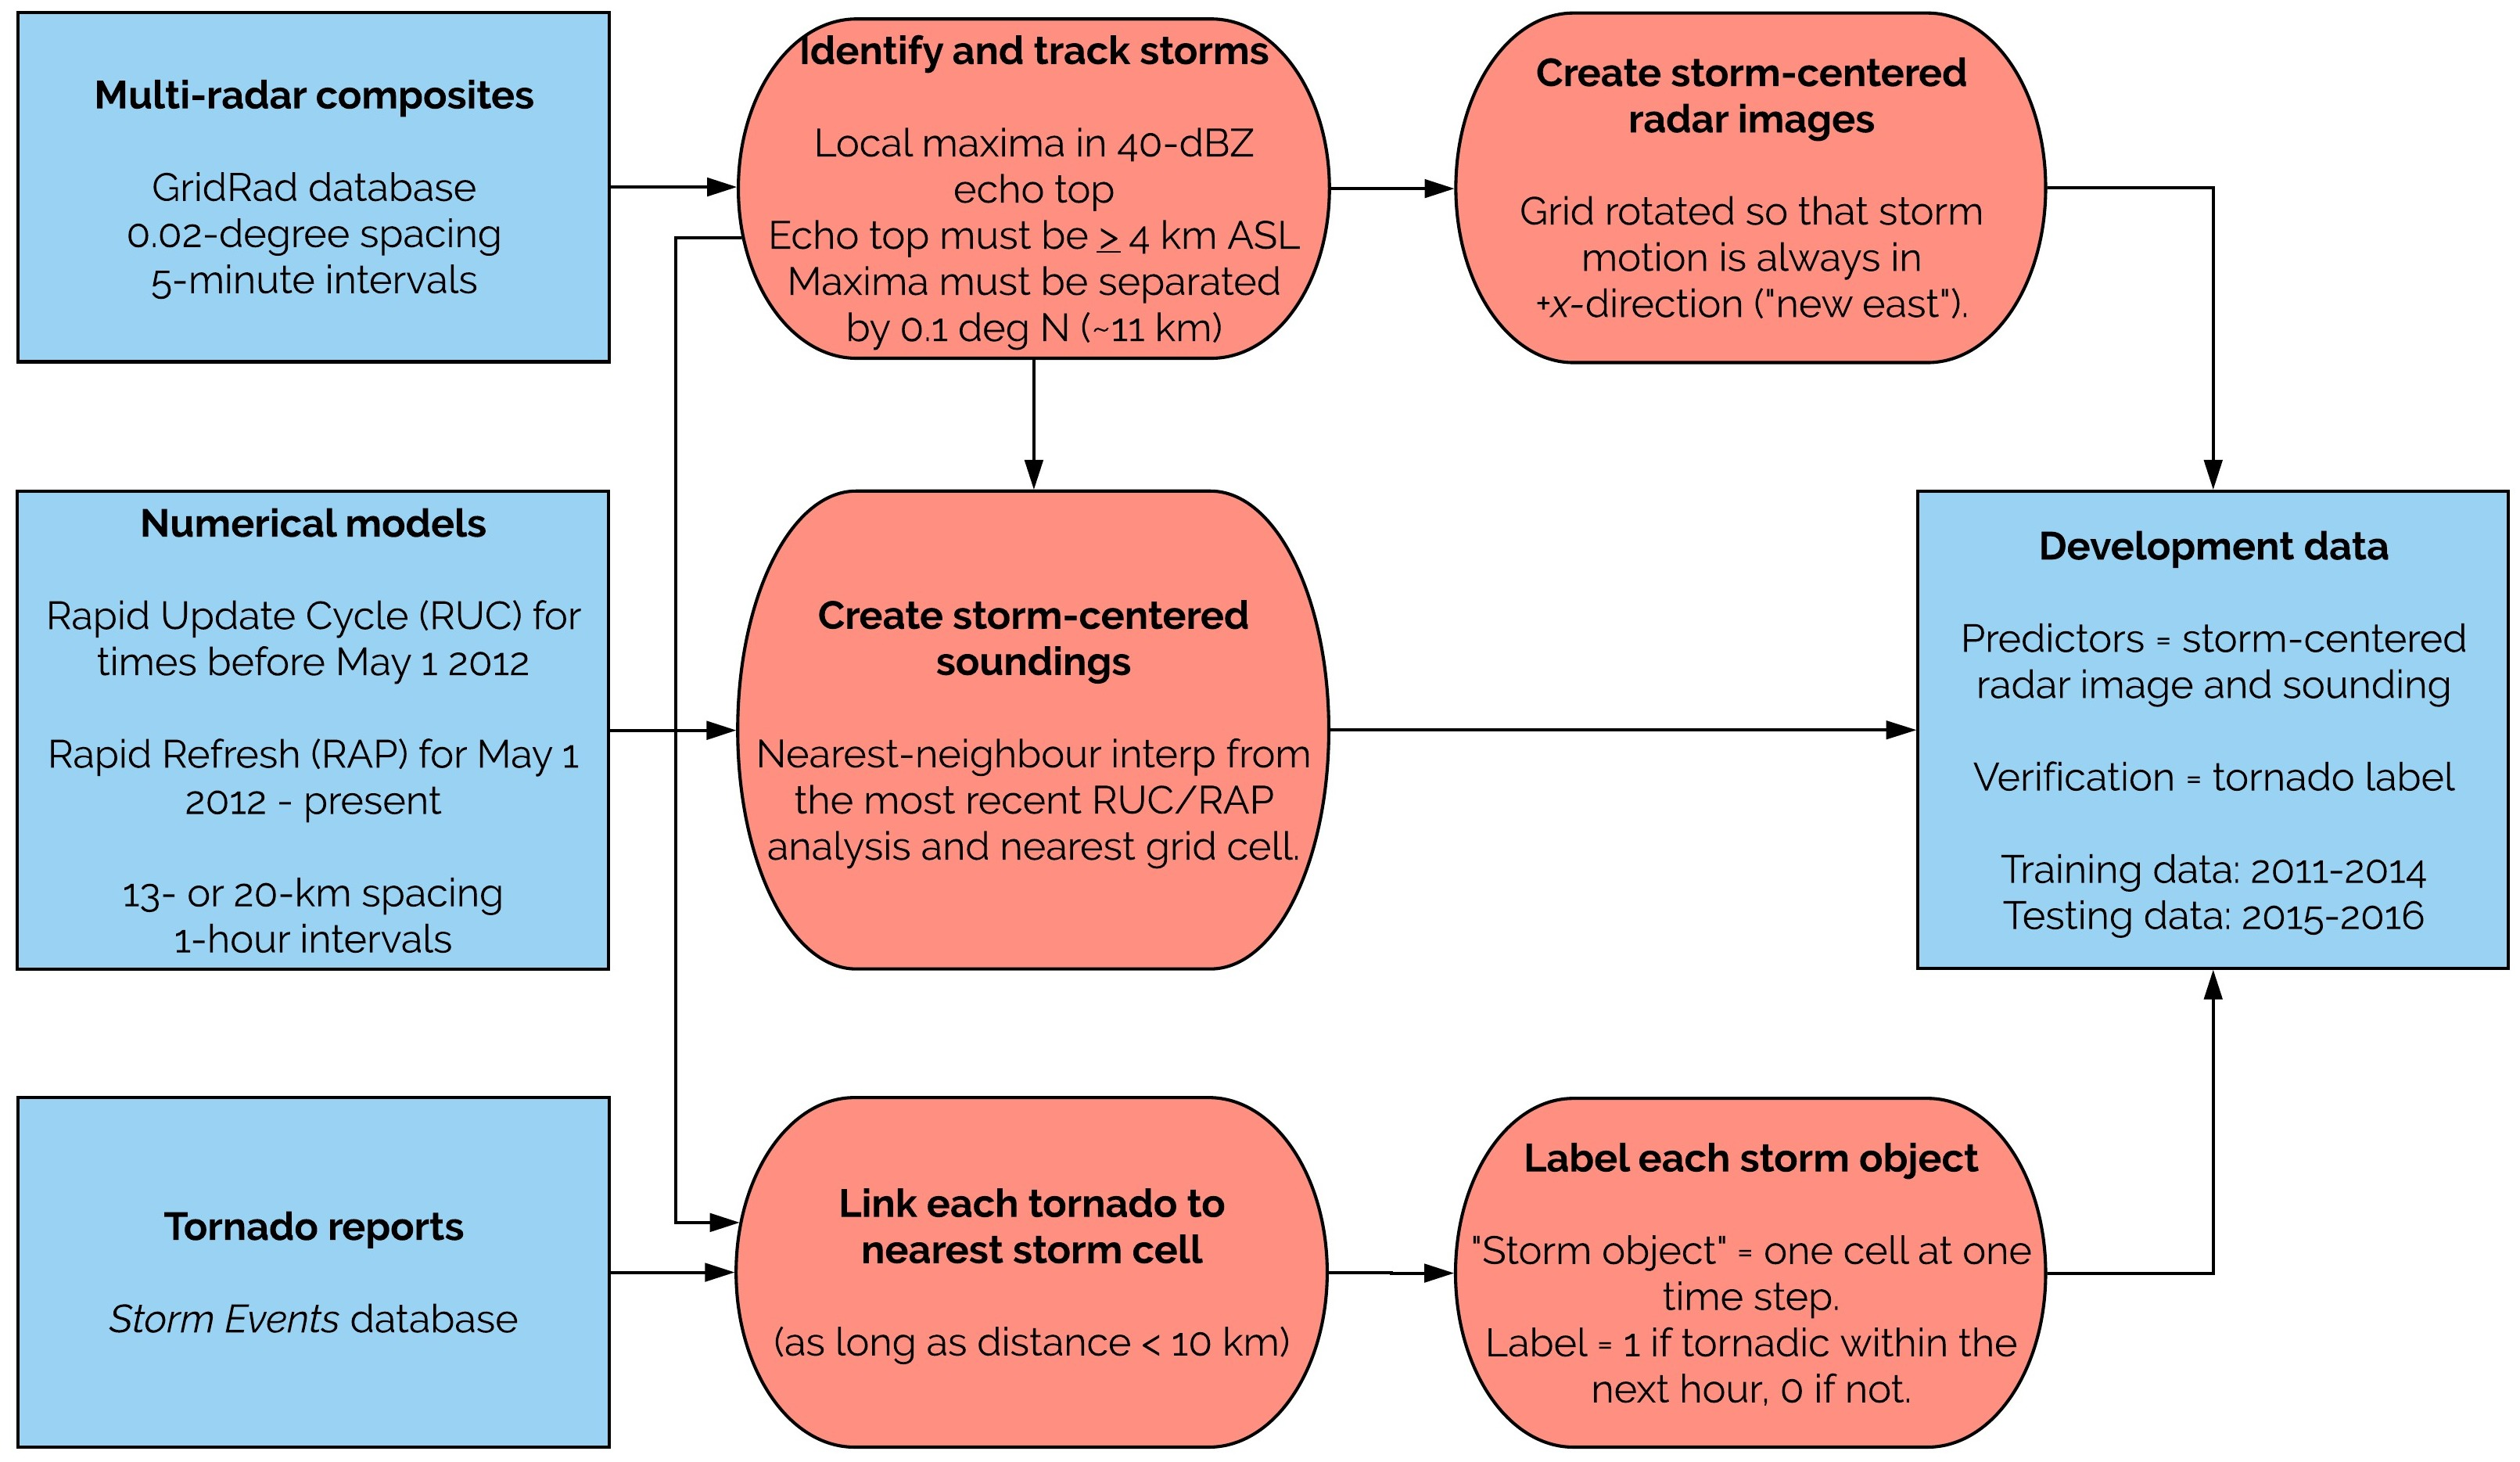 Multi-radar composites
GridRad database
0.02-degree spacing
5-minute intervals
Identify and track storms
Local maxima in 40-dBZ
echo top
Echo top must be ≥ 4 km ASL
Maxima must be separated
by 0.1 deg N (~11 km)
Create storm-centered
radar images
Grid rotated so that storm
motion is always in
+x-direction ("new east").
Numerical models
Rapid Update Cycle (RUC) for
times before May 1 2012
Rapid Refresh (RAP) for May 1
2012 - present
13- or 20-km spacing
1-hour intervals
Create storm-centered
soundings
Nearest-neighbour interp from
the most recent RUC/RAP
analysis and nearest grid cell.
Development data
Predictors = storm-centered
radar image and sounding
Verification = tornado label
Training data: 2011-2014
Testing data: 2015-2016
Tornado reports
Storm Events database
Link each tornado to
nearest storm cell
(as long as distance < 10 km)
Label each storm object
"Storm object" = one cell at one
time step.
Label = 1 if tornadic within the
next hour, 0 if not.